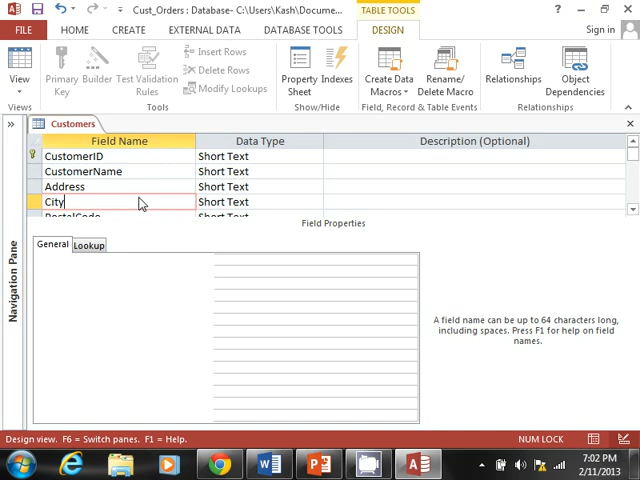 Cust_Orders : Database- C:\Users\Kash\Docume...
TABLE TOOLS
Sign in
FILE
HOME
CREATE
EXTERNAL DATA
DATABASE TOOLS
DESIGN
View
Primary Key
Builder
Test Validation Rules
Insert Rows
Delete Rows
Modify Lookups
Property Sheet
Indexes
Create Data Macros
Rename/ Delete Macro
Relationships
Object Dependencies
Views
Tools
Show/Hide
Field, Record & Table Events
Relationships
Customers
Field Name
Data Type
Description (Optional)
CustomerID
Short Text
CustomerName
Short Text
Address
Short Text
City
Short Text
PostalCode
Short Text
Field Properties
General
Lookup
Navigation Pane
A field name can be up to 64 characters long,
including spaces. Press F1 for help on field
names.
Design view. F6 = Switch panes. F1 = Help.
NUM LOCK
7:02 PM
2/11/2013